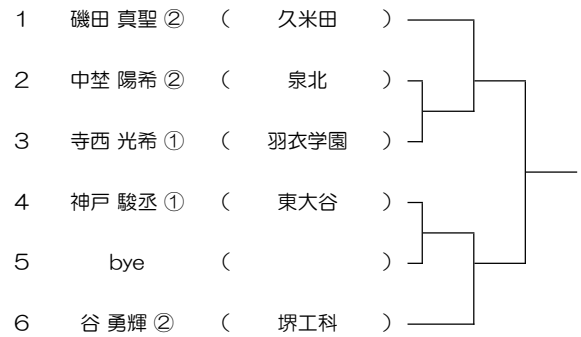 1 磯田 真聖 ② ( 久米田 )
2 中埜 陽希 ② ( 泉北 )
3 寺西 光希 ① ( 羽衣学園 )
4 神戸 駿丞 ① ( 東大谷 )
5 bye ( )
6 谷 勇輝 ② ( 堺工科 )